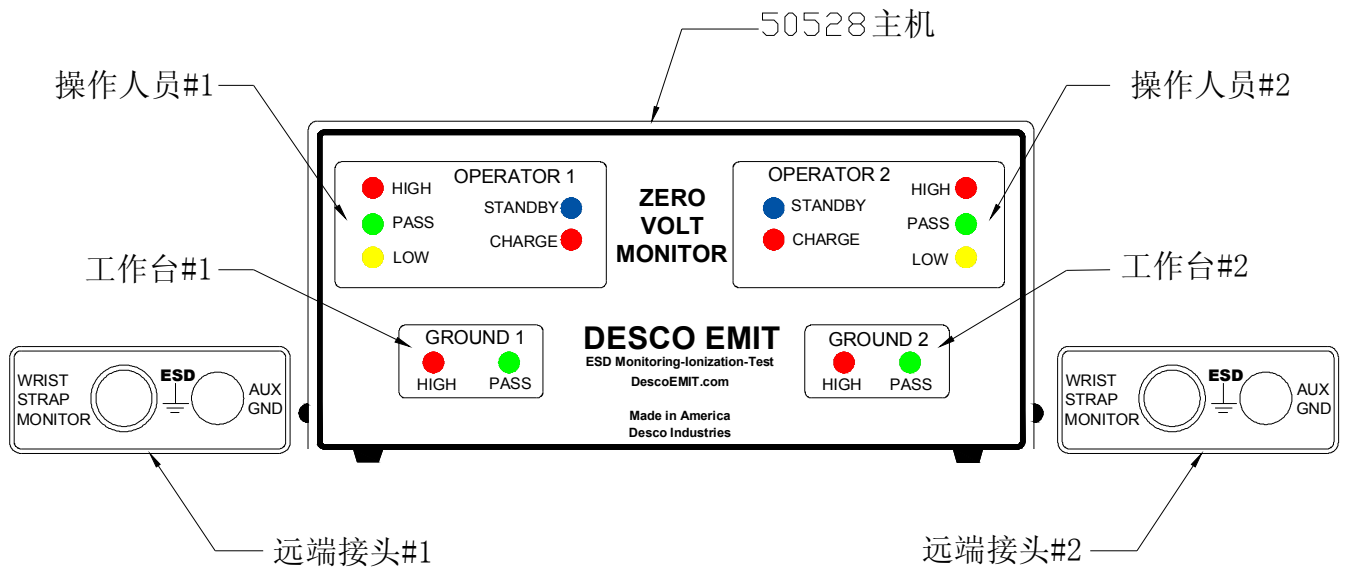 50528主机
操作人员#1
操作人员#2
OPERATOR 1
HIGH
STANDBY
PASS
CHARGE
LOW
ZERO
VOLT
MONITOR
OPERATOR 2
HIGH
STANDBY
PASS
CHARGE
LOW
工作台#1
工作台#2
GROUND 1
HIGH
PASS
DESCO EMIT
ESD Monitoring-Ionization-Test
DescoEMIT.com
Made in America
Desco Industries
GROUND 2
HIGH
PASS
WRIST
STRAP
MONITOR
ESD
AUX
GND
WRIST
STRAP
MONITOR
ESD
AUX
GND
远端接头#1
远端接头#2